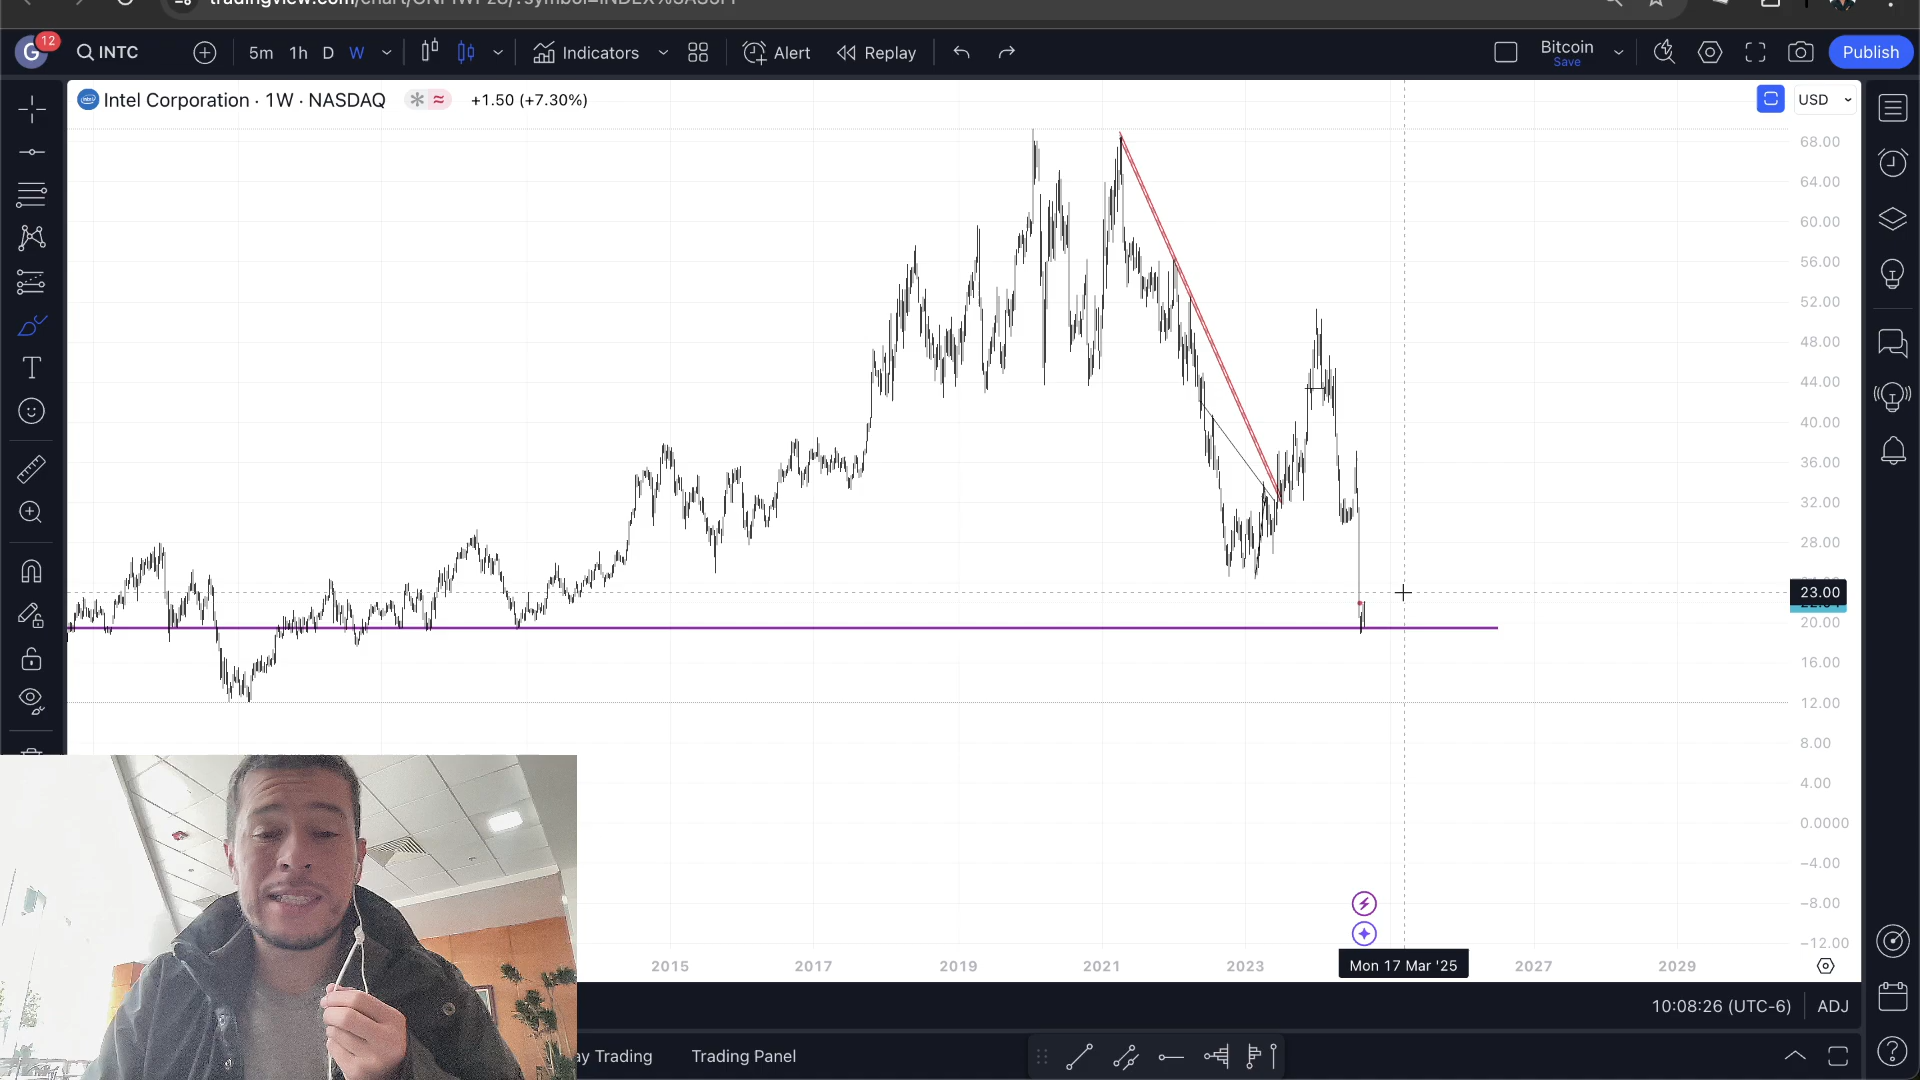 12
G
INTC
5m 1h D W
Indicators
Alert
Replay
Bitcoin
Save
Publish
Intel Corporation · 1W · NASDAQ
+1.50 (+7.30%)
USD
68.00
64.00
60.00
56.00
52.00
48.00
44.00
40.00
36.00
32.00
28.00
23.00
20.00
16.00
12.00
8.00
4.00
0.0000
−4.00
−8.00
−12.00
2015 2017 2019 2021 2023 Mon 17 Mar '25 2027 2029
10:08:26 (UTC-6) ADJ
ay Trading
Trading Panel